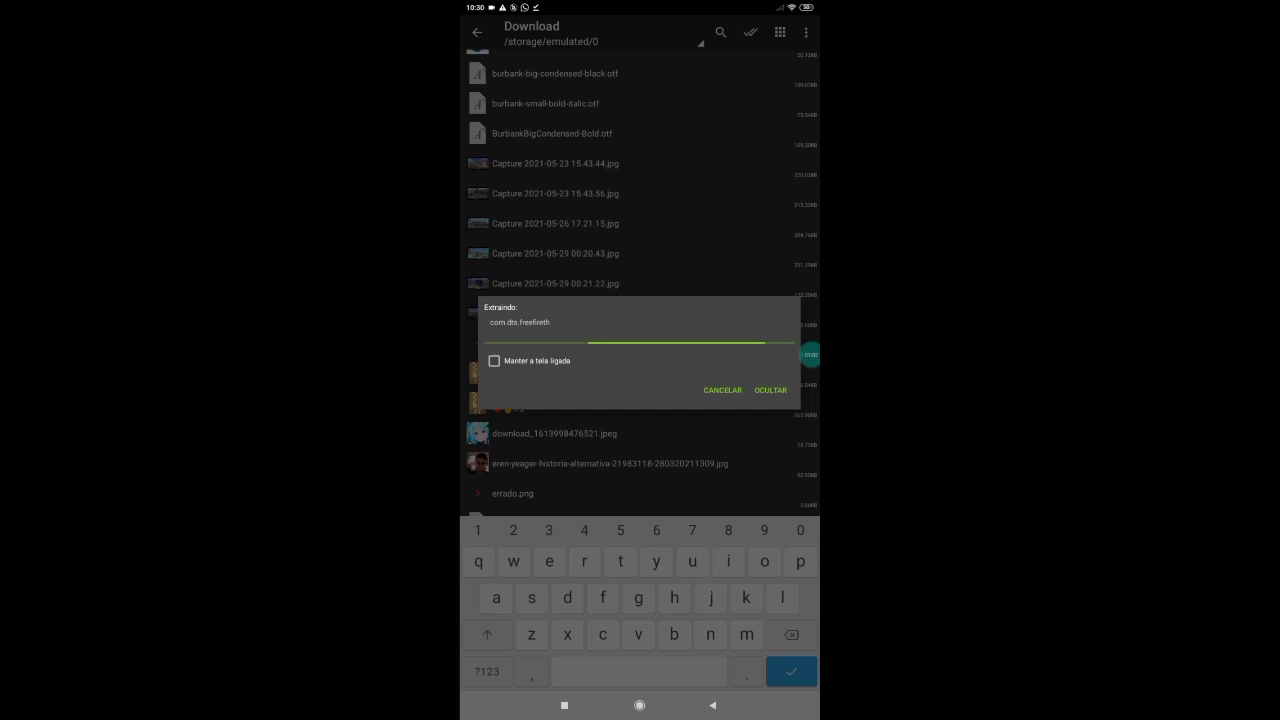 10:30
50
Download
/storage/emulated/0
burbank-big-condensed-black.otf
burbank-small-bold-italic.otf
BurbankBigCondensed-Bold.otf
Capture 2021-05-23 15.43.44.jpg
Capture 2021-05-23 15.43.56.jpg
Capture 2021-05-26 17.21.15.jpg
Capture 2021-05-29 00.20.43.jpg
Capture 2021-05-29 00.21.22.jpg
Extraindo:
com.dts.freefireth
Manter a tela ligada
CANCELAR OCULTAR
download_1613998476521.jpeg
eren-yeager-historia-alternativa-21983118-280320211309.jpg
errado.png
1 2 3 4 5 6 7 8 9 0
q w e r t y u i o p
a s d f g h j k l
z x c v b n m
?123 , .